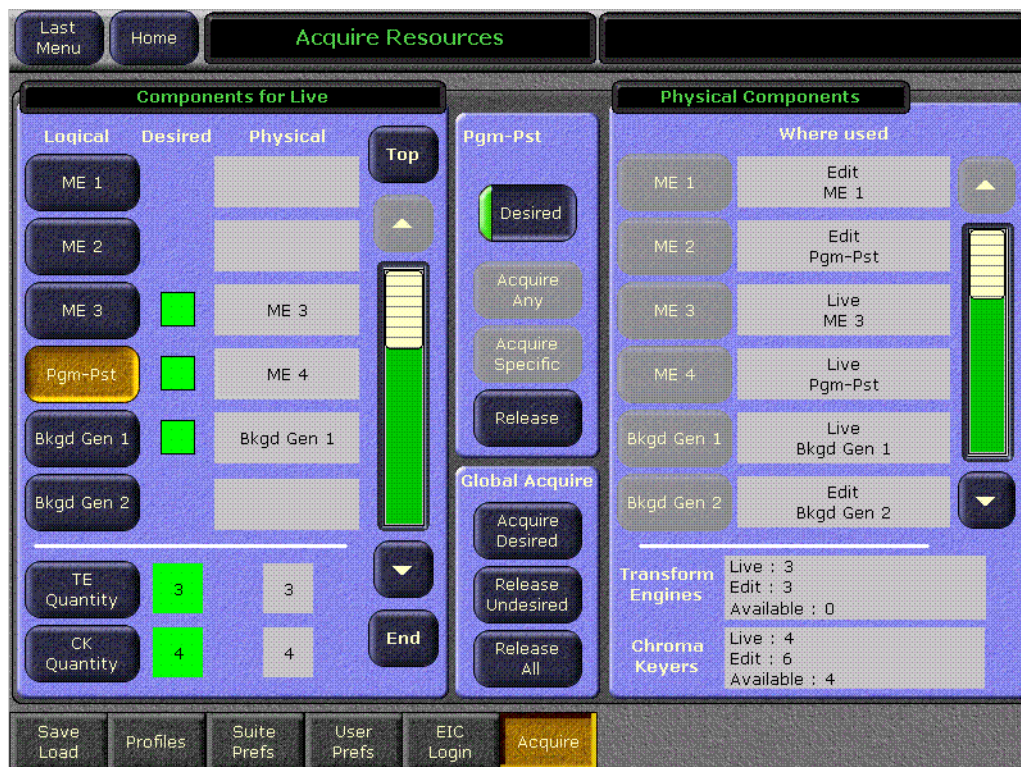 Last
Menu
Home
Acquire Resources
Components for Live
Logical Desired Physical
ME 1
ME 2
ME 3
ME 3
Pgm-Pst
ME 4
Bkgd Gen 1
Bkgd Gen 1
Bkgd Gen 2
TE
Quantity
3
3
CK
Quantity
4
4
Top
End
Pgm-Pst
Desired
Acquire
Any
Acquire
Specific
Release
Global Acquire
Acquire
Desired
Release
Undesired
Release
All
Physical Components
Where used
ME 1
Edit
ME 1
ME 2
Edit
Pgm-Pst
ME 3
Live
ME 3
ME 4
Live
Pgm-Pst
Bkgd Gen 1
Live
Bkgd Gen 1
Bkgd Gen 2
Edit
Bkgd Gen 2
Transform
Engines
Live : 3
Edit : 3
Available : 0
Chroma
Keyers
Live : 4
Edit : 6
Available : 4
Save
Load
Profiles
Suite
Prefs
User
Prefs
EIC
Login
Acquire